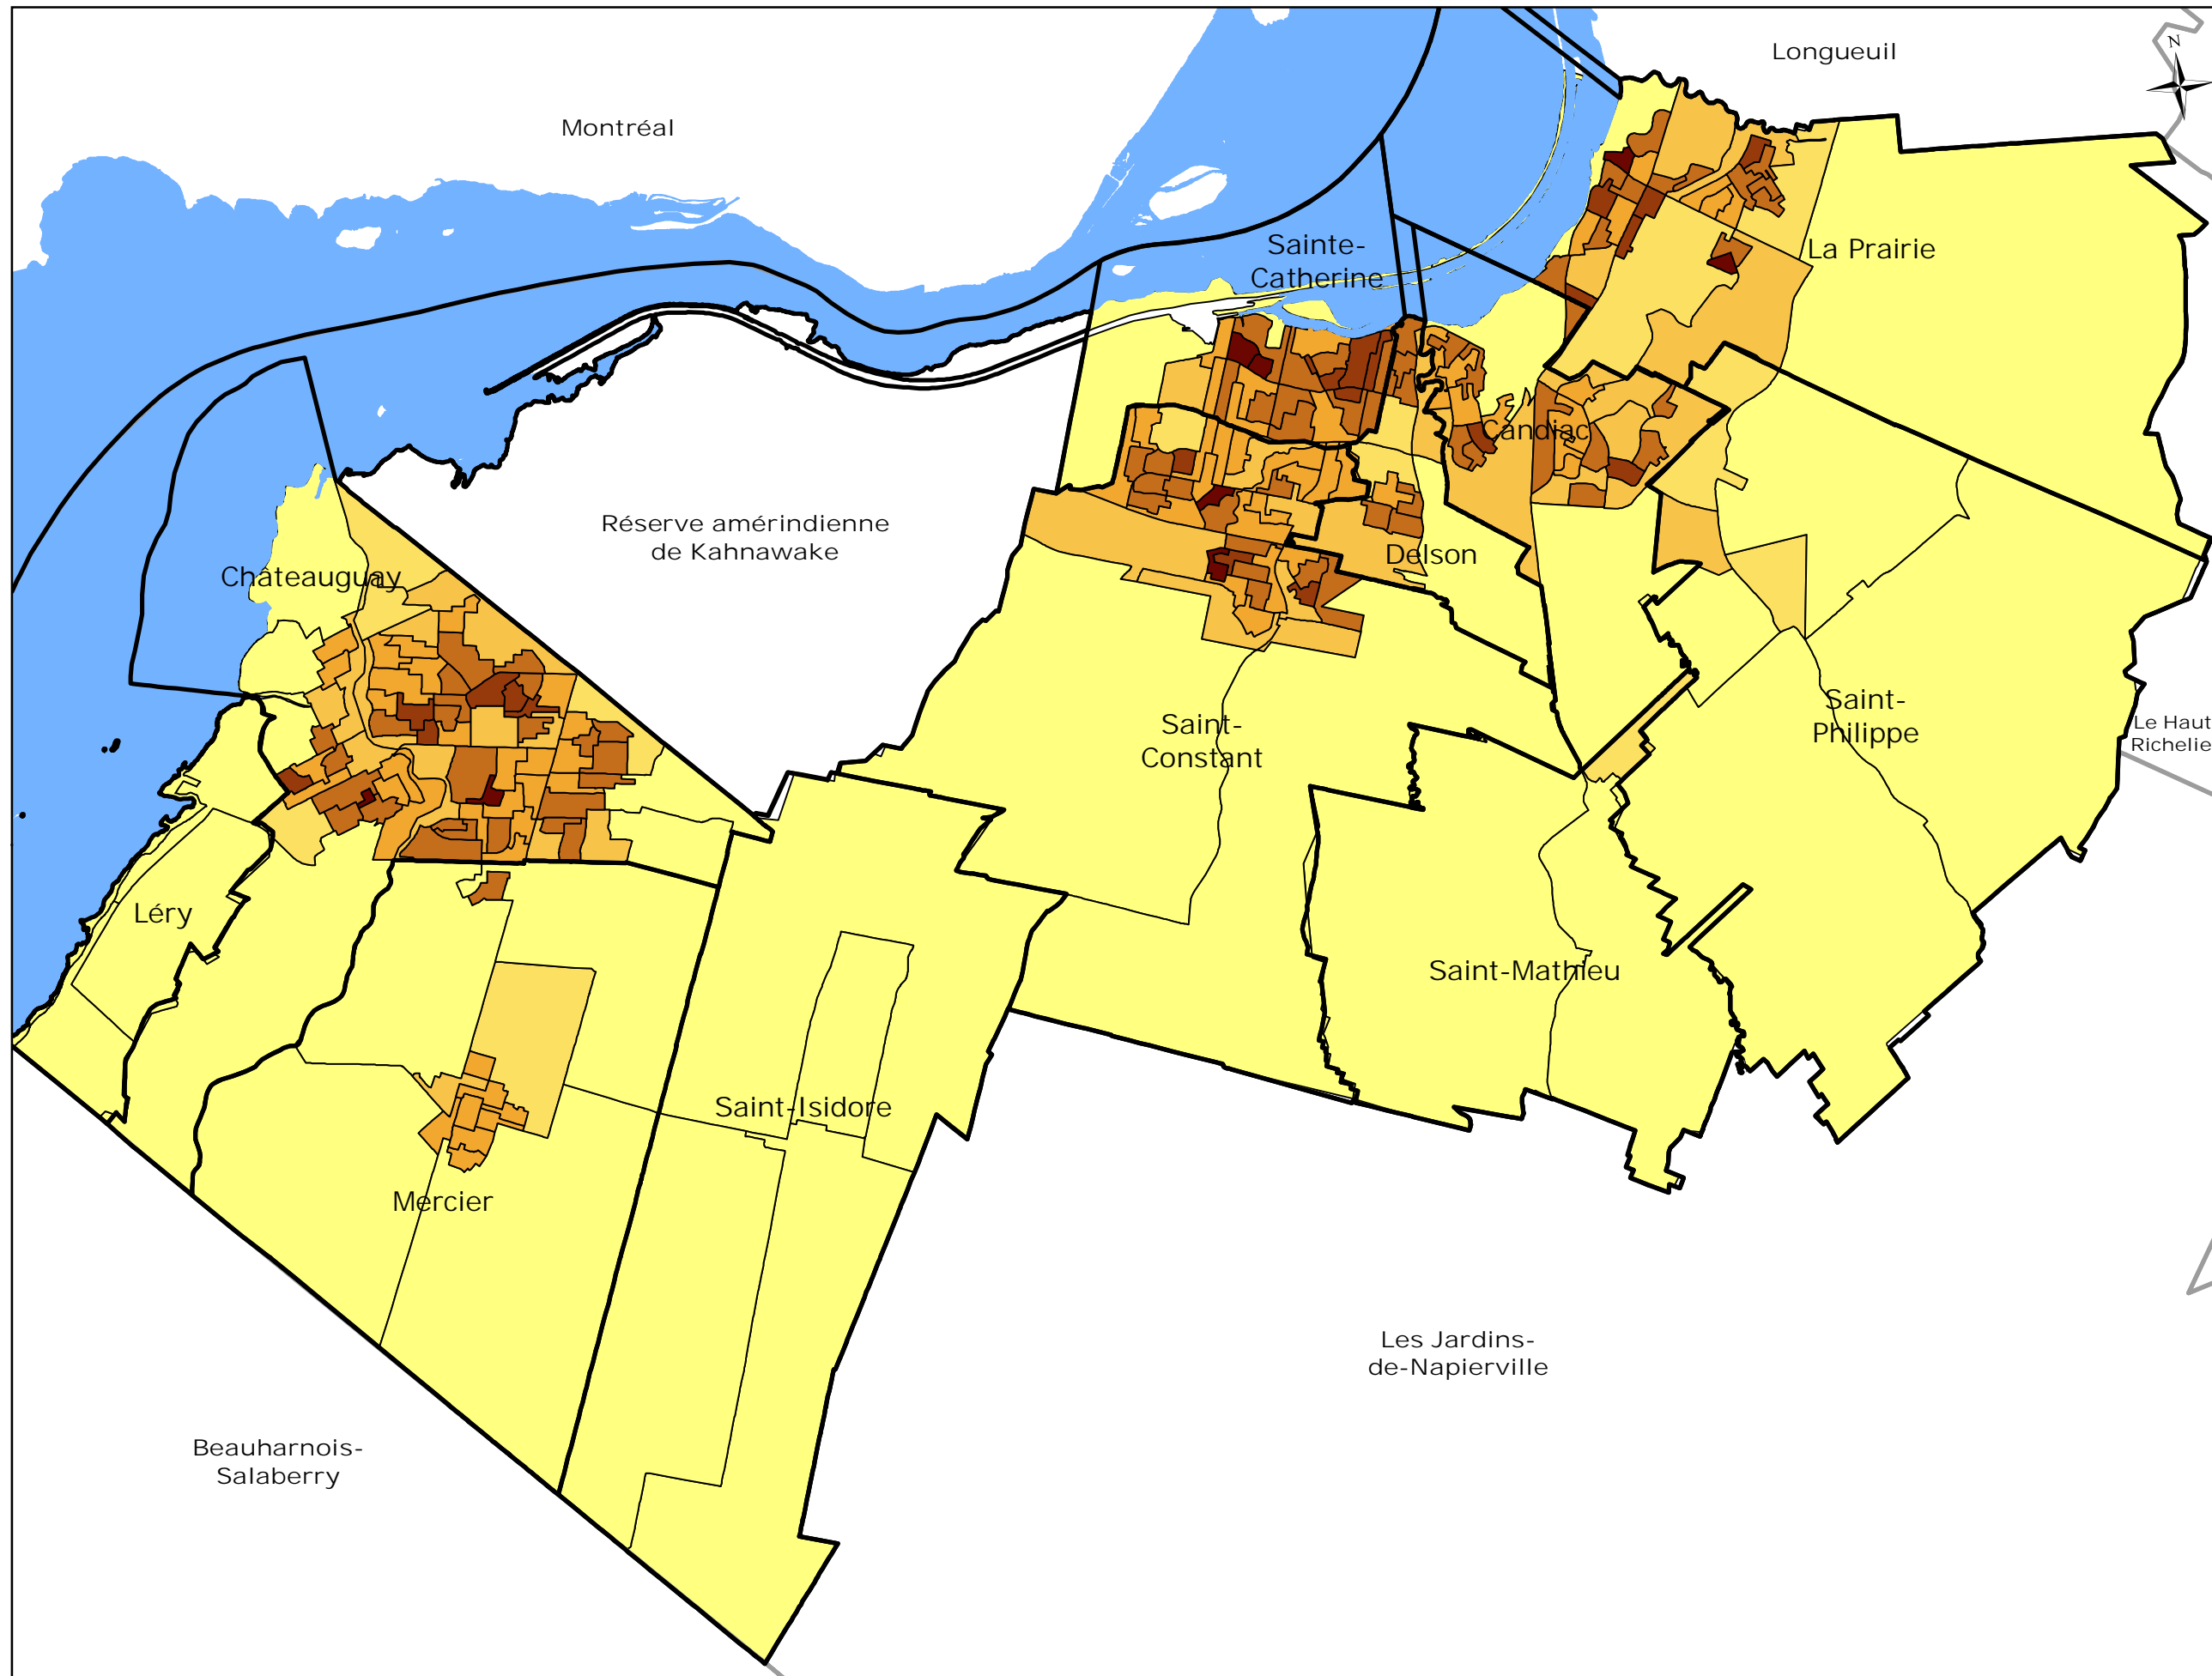 Longueuil
N
Montréal
Sainte-
Catherine
La Prairie
Candiac
Réserve amérindienne
de Kahnawake
Delson
Châteauguay
Saint-
Philippe
Saint-
Constant
Le Haut
Richelie
Léry
Saint-Mathieu
Saint-Isidore
Mercier
Les Jardins-
de-Napierville
Beauharnois-
Salaberry